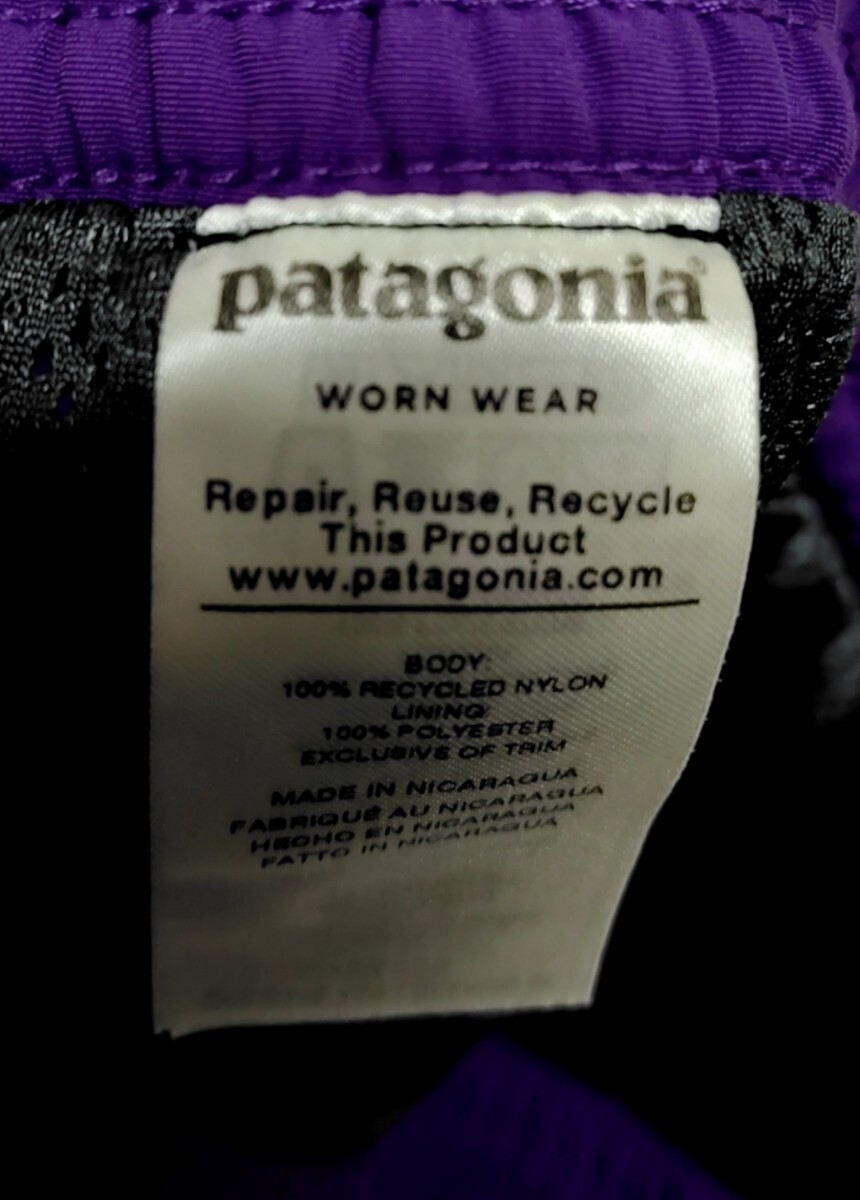 patagonia®
WORN WEAR
Repair, Reuse, Recycle
This Product
www.patagonia.com
BODY:
100% RECYCLED NYLON
LINING:
100% POLYESTER
EXCLUSIVE OF TRIM
MADE IN NICARAGUA
FABRIQUÉ AU NICARAGUA
HECHO EN NICARAGUA
FATTO IN NICARAGUA